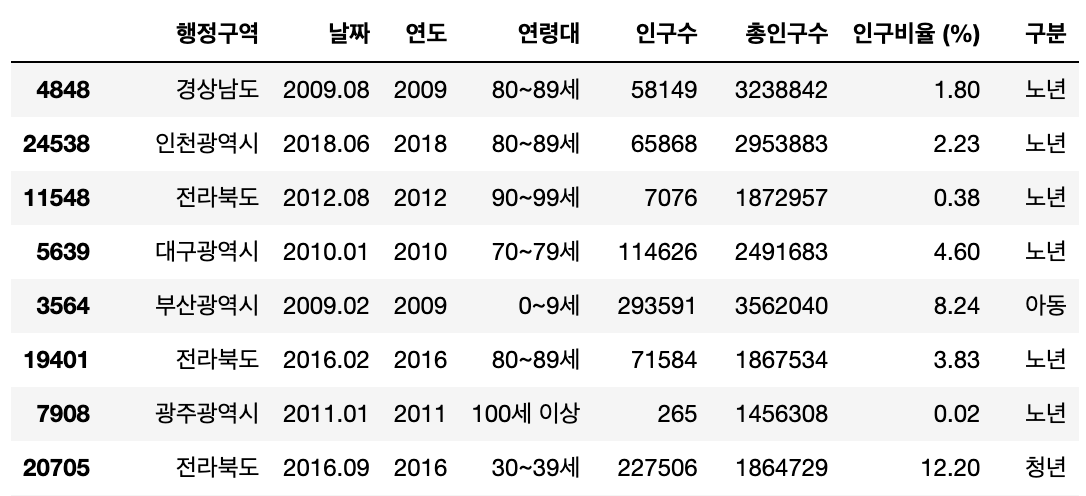 행정구역 날짜 연도 연령대 인구수 총인구수 인구비율 (%) 구분
4848 경상남도 2009.08 2009 80~89세 58149 3238842 1.80 노년
24538 인천광역시 2018.06 2018 80~89세 65868 2953883 2.23 노년
11548 전라북도 2012.08 2012 90~99세 7076 1872957 0.38 노년
5639 대구광역시 2010.01 2010 70~79세 114626 2491683 4.60 노년
3564 부산광역시 2009.02 2009 0~9세 293591 3562040 8.24 아동
19401 전라북도 2016.02 2016 80~89세 71584 1867534 3.83 노년
7908 광주광역시 2011.01 2011 100세 이상 265 1456308 0.02 노년
20705 전라북도 2016.09 2016 30~39세 227506 1864729 12.20 청년